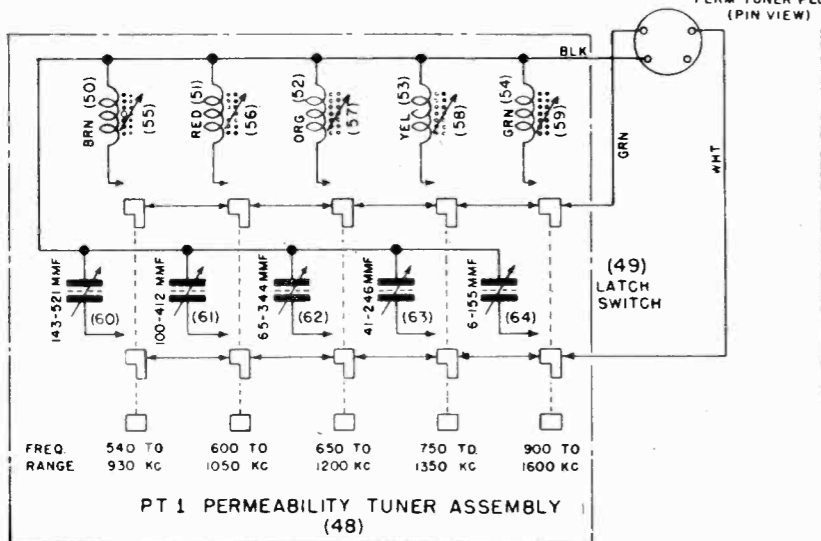 PERM TUNER
(PIN VIEW)
BLK
BRN (50)
(55)
RED (51)
(56)
ORG (52)
(57)
YEL (53)
(58)
GRN (54)
(59)
GRN
WHT
143-521 MMF
(60)
100-412 MMF
(61)
65-344 MMF
(62)
41-246 MMF
(63)
6-155 MMF
(64)
(49)
LATCH
SWITCH
FREQ. 540 TO 600 TO 650 TO 750 TO. 900 TO
RANGE 930 KC 1050 KC 1200 KC 1350 KC 1600 KC
PT 1 PERMEABILITY TUNER ASSEMBLY
(48)